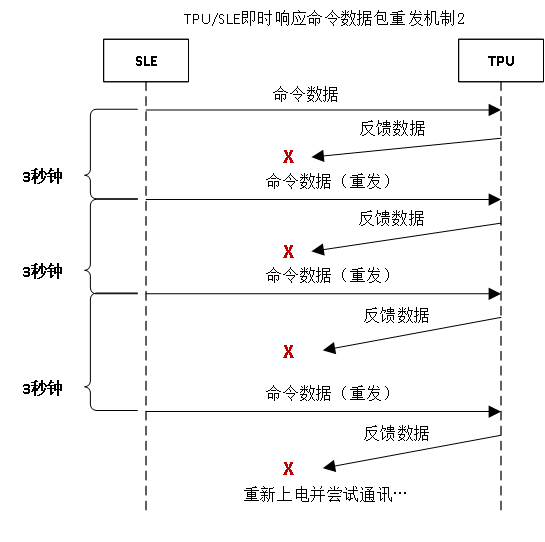 TPU/SLE即时响应命令数据包重发机制2
SLE
TPU
命令数据
反馈数据
X
3秒钟
命令数据（重发）
反馈数据
X
3秒钟
命令数据（重发）
反馈数据
X
3秒钟
命令数据（重发）
反馈数据
X
重新上电并尝试通讯…